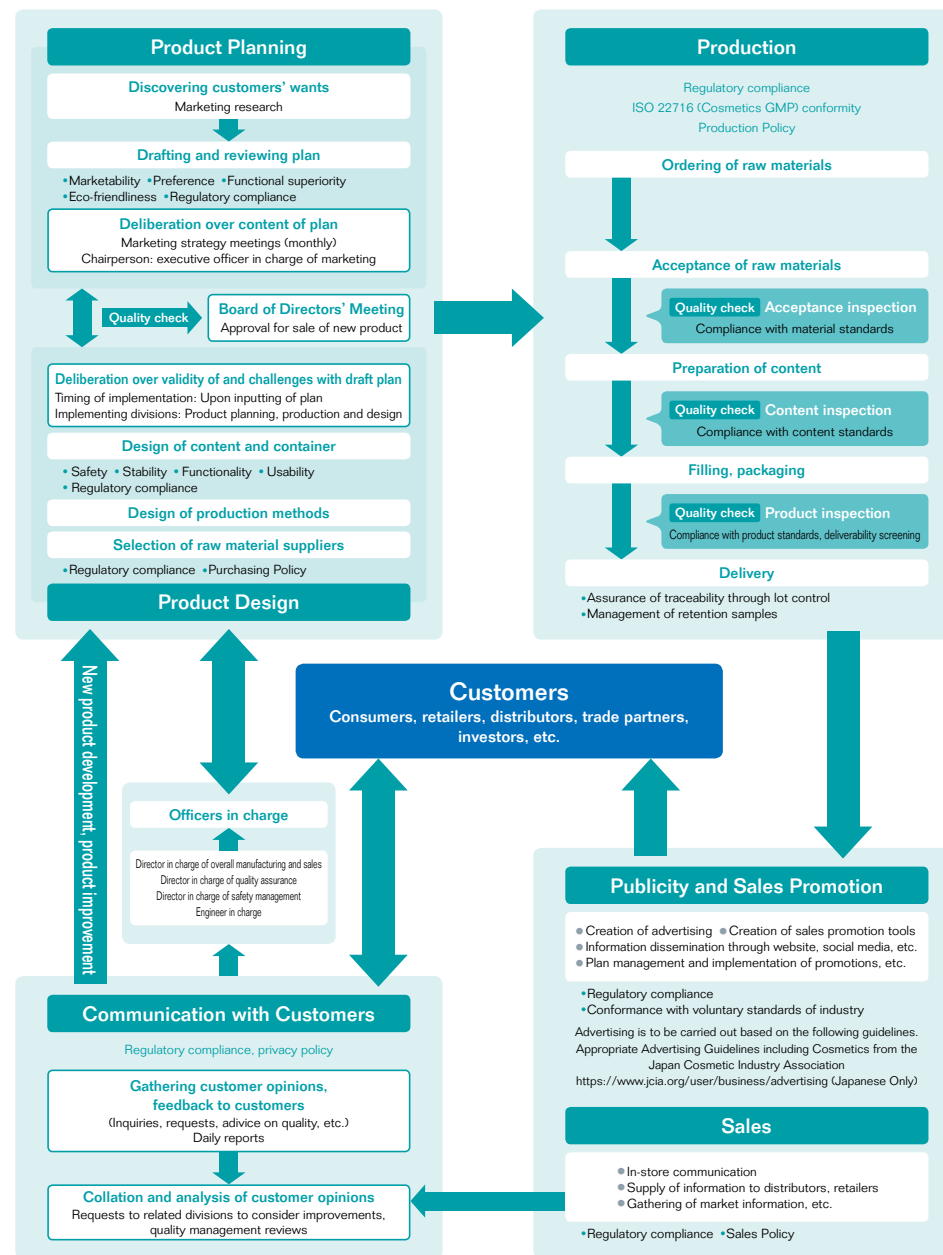 Product Planning
Discovering customers' wants
Marketing research
Drafting and reviewing plan
•Marketability •Preference •Functional superiority
•Eco-friendliness •Regulatory compliance
Deliberation over content of plan
Marketing strategy meetings (monthly)
Chairperson: executive officer in charge of marketing
Quality check
Board of Directors' Meeting
Approval for sale of new product
Deliberation over validity of and challenges with draft plan
Timing of implementation: Upon inputting of plan
Implementing divisions: Product planning, production and design
Design of content and container
• Safety • Stability • Functionality • Usability
• Regulatory compliance
Design of production methods
Selection of raw material suppliers
•Regulatory compliance •Purchasing Policy
Product Design
Production
Regulatory compliance
ISO 22716 (Cosmetics GMP) conformity
Production Policy
Ordering of raw materials
Acceptance of raw materials
Quality check Acceptance inspection
Compliance with material standards
Preparation of content
Quality check Content inspection
Compliance with content standards
Filling, packaging
Quality check Product inspection
Compliance with product standards, deliverability screening
Delivery
•Assurance of traceability through lot control
•Management of retention samples
New product development, product improvement
Customers
Consumers, retailers, distributors, trade partners,
investors, etc.
Officers in charge
Director in charge of overall manufacturing and sales
Director in charge of quality assurance
Director in charge of safety management
Engineer in charge
Communication with Customers
Regulatory compliance, privacy policy
Gathering customer opinions,
feedback to customers
(Inquiries, requests, advice on quality, etc.)
Daily reports
Collation and analysis of customer opinions
Requests to related divisions to consider improvements,
quality management reviews
Publicity and Sales Promotion
●Creation of advertising ●Creation of sales promotion tools
●Information dissemination through website, social media, etc.
●Plan management and implementation of promotions, etc.
•Regulatory compliance
•Conformance with voluntary standards of industry
Advertising is to be carried out based on the following guidelines.
Appropriate Advertising Guidelines including Cosmetics from the
Japan Cosmetic Industry Association
https://www.jcia.org/user/business/advertising (Japanese Only)
Sales
●In-store communication
●Supply of information to distributors, retailers
●Gathering of market information, etc.
•Regulatory compliance •Sales Policy